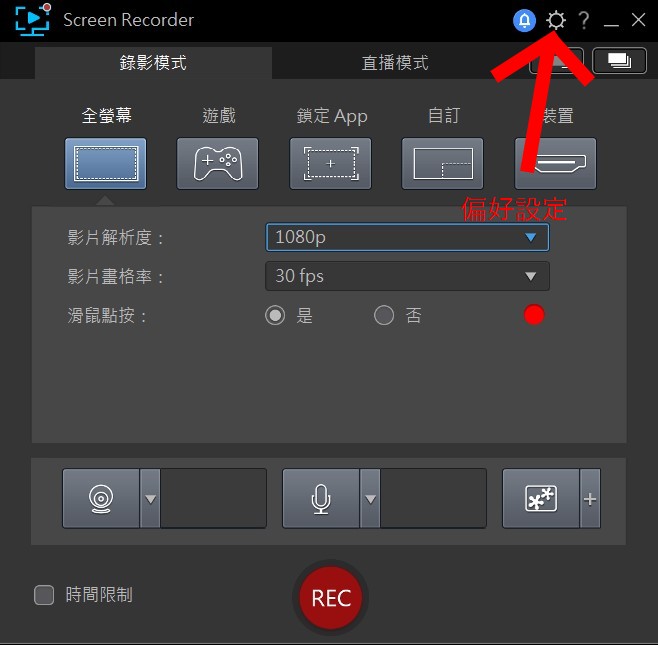 Screen Recorder
?
錄影模式
直播模式
全螢幕
遊戲
鎖定 App
自訂
裝置
偏好設定
影片解析度：
1080p
影片畫格率：
30 fps
滑鼠點按：
是
否
時間限制
REC